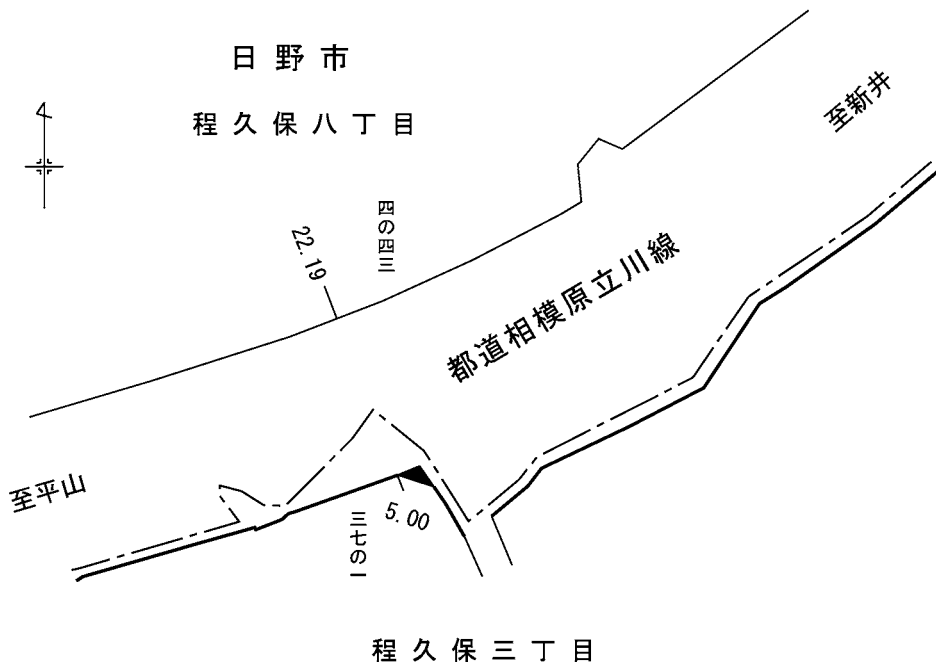 日野市
程久保八丁目
至新井
四の四三
22.19
都道相模原立川線
至平山
5.00
三七の一
程久保三丁目